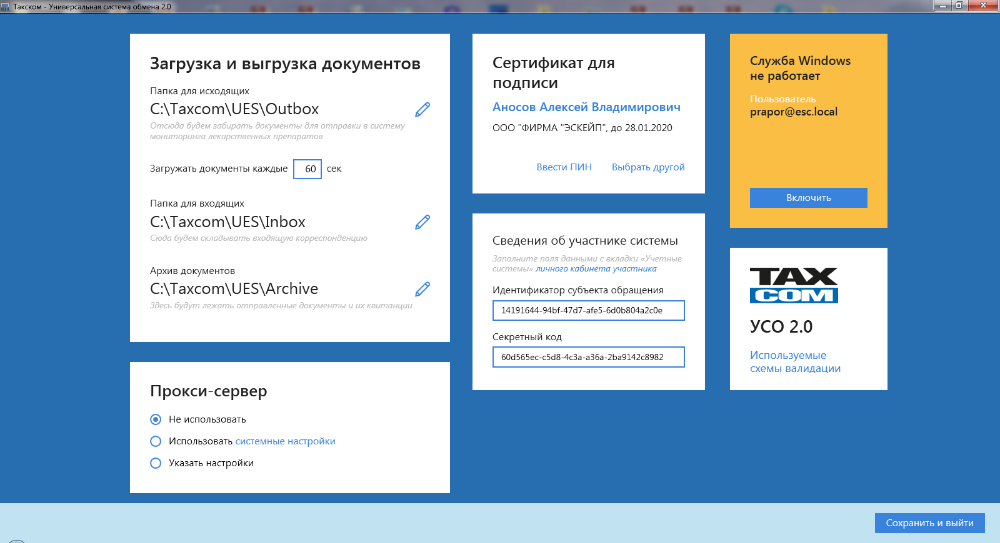 Такском - Универсальная система обмена 2.0
Загрузка и выгрузка документов
Папка для исходящих
C:\Taxcom\UES\Outbox
Отсюда будем забирать документы для отправки в систему
мониторинга лекарственных препаратов
Загружать документы каждые 60 сек
Папка для входящих
C:\Taxcom\UES\Inbox
Сюда будем складывать входящую корреспонденцию
Архив документов
C:\Taxcom\UES\Archive
Здесь будут лежать отправленные документы и их квитанции
Прокси-сервер
Не использовать
Использовать системные настройки
Указать настройки
Сертификат для
подписи
Аносов Алексей Владимирович
ООО "ФИРМА "ЭСКЕЙП", до 28.01.2020
Ввести ПИН Выбрать другой
Сведения об участнике системы
Заполните поля данными с вкладки «Учетные
системы» личного кабинета участника
Идентификатор субъекта обращения
14191644-94bf-47d7-afe5-6d0b804a2c0e
Секретный код
60d565ec-c5d8-4c3a-a36a-2ba9142c8982
Служба Windows
не работает
Пользователь
prapor@esc.local
Включить
TAX
COM
УСО 2.0
Используемые
схемы валидации
Сохранить и выйти